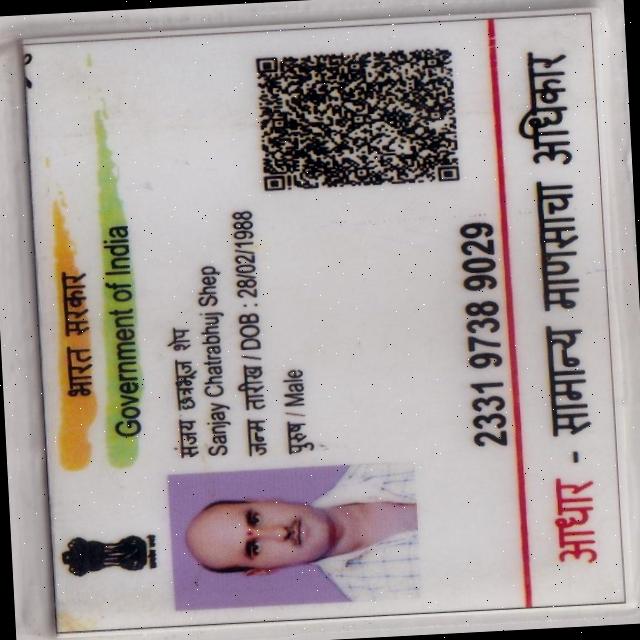 भारत सरकार
Government of India
संजय छत्रभूज शेप
Sanjay Chatrabhuj Shep
जन्म तारीख / DOB : 28/02/1988
पुरुष / Male
2331 9738 9029
आधार - सामान्य माणसाचा अधिकार